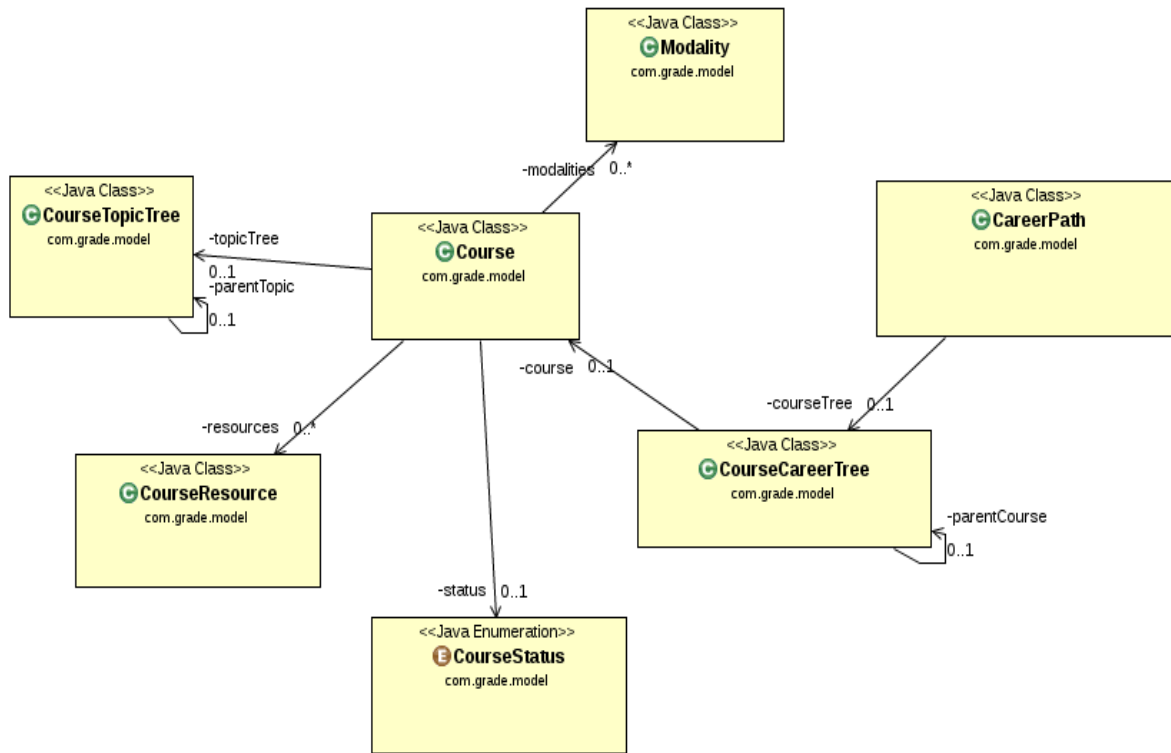 <<Java Class>>
Modality
com.grade.model
-modalities 0..*
<<Java Class>>
CourseTopicTree
com.grade.model
<<Java Class>>
CareerPath
com.grade.model
<<Java Class>>
Course
com.grade.model
-topicTree
0..1
-parentTopic
0..1
-course 0..1
-courseTree 0..1
-resources 0..*
<<Java Class>>
CourseCareerTree
com.grade.model
<<Java Class>>
CourseResource
com.grade.model
-parentCourse
0..1
-status 0..1
<<Java Enumeration>>
CourseStatus
com.grade.model